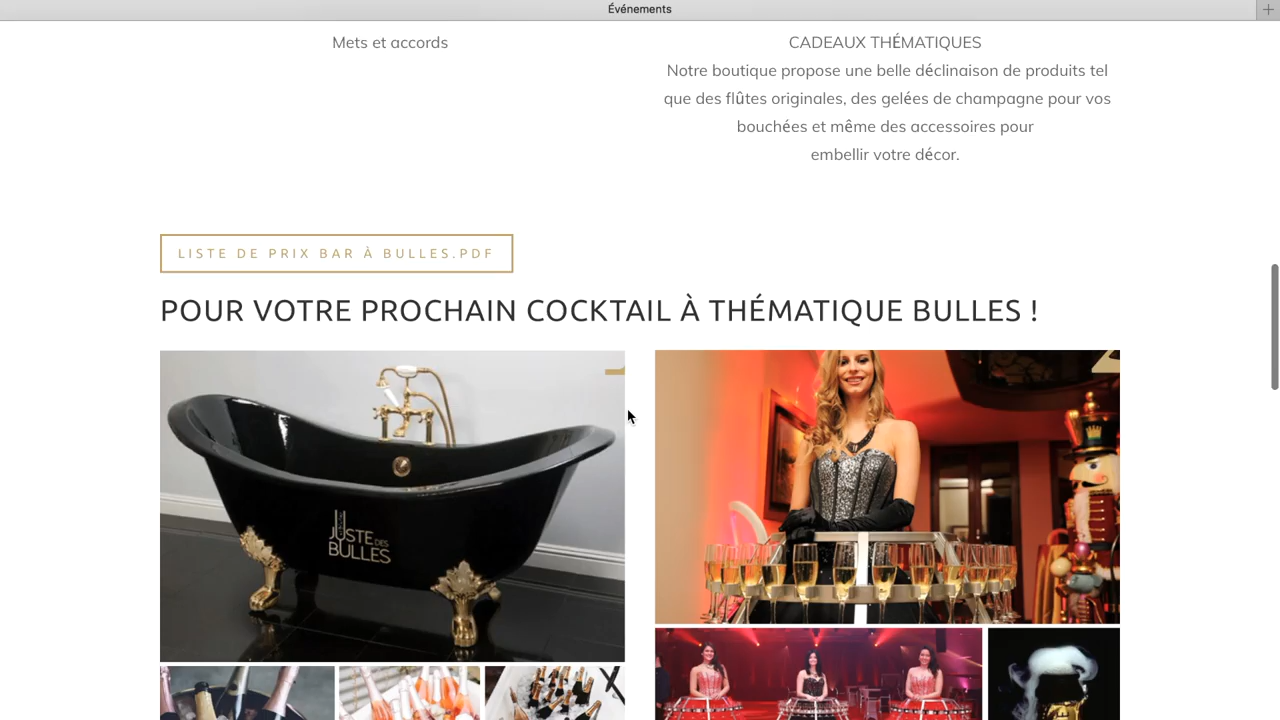 Événements
Mets et accords
CADEAUX THÉMATIQUES
Notre boutique propose une belle déclinaison de produits tel
que des flûtes originales, des gelées de champagne pour vos
bouchées et même des accessoires pour
embellir votre décor.
LISTE DE PRIX BAR À BULLES.PDF
POUR VOTRE PROCHAIN COCKTAIL À THÉMATIQUE BULLES !
JUSTE DES
BULLES